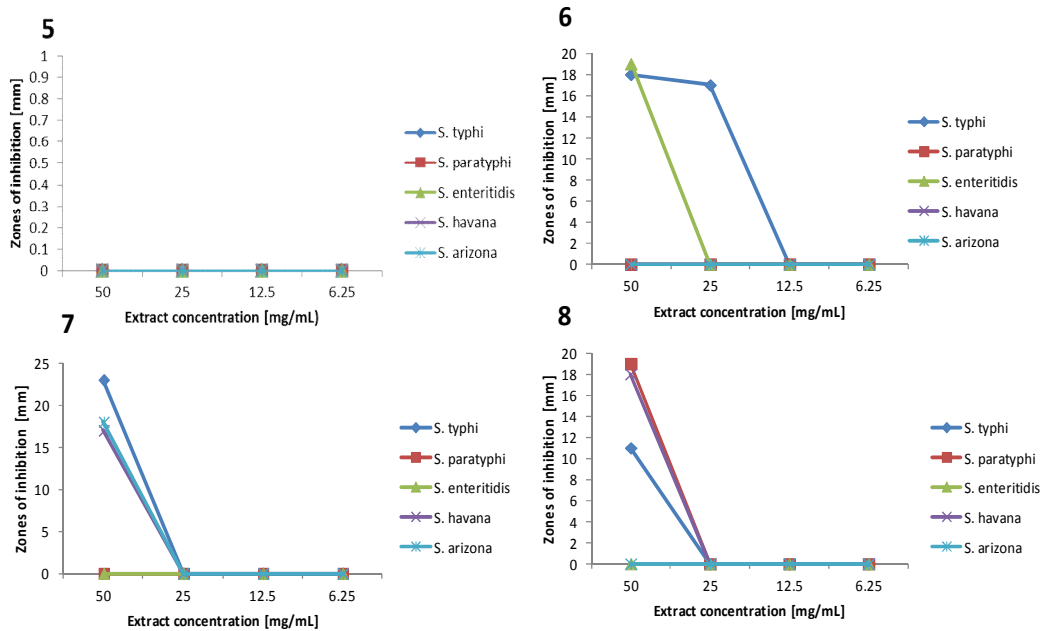 5
1
0.9
0.8
0.7
0.6
0.5
0.4
0.3
0.2
0.1
0
Zones of inhibition [mm]
50 25 12.5 6.25
Extract concentration [mg/mL)
S. typhi
S. paratyphi
S. enteritidis
S. havana
S. arizona
6
20
18
16
14
12
10
8
6
4
2
0
Zones of inhibition [mm]
50 25 12.5 6.25
Extract concentration [mg/mL]
S. typhi
S. paratyphi
S. enteritidis
S. havana
S. arizona
7
25
20
15
10
5
0
Zones of inhibition [mm]
50 25 12.5 6.25
Extract concentration [mg/mL]
S. typhi
S. paratyphi
S. enteritidis
S. havana
S. arizona
8
20
18
16
14
12
10
8
6
4
2
0
Zones of inhibition [mm]
50 25 12.5 6.25
Extract concentration [mg/mL]
S. typhi
S. paratyphi
S. enteritidis
S. havana
S. arizona